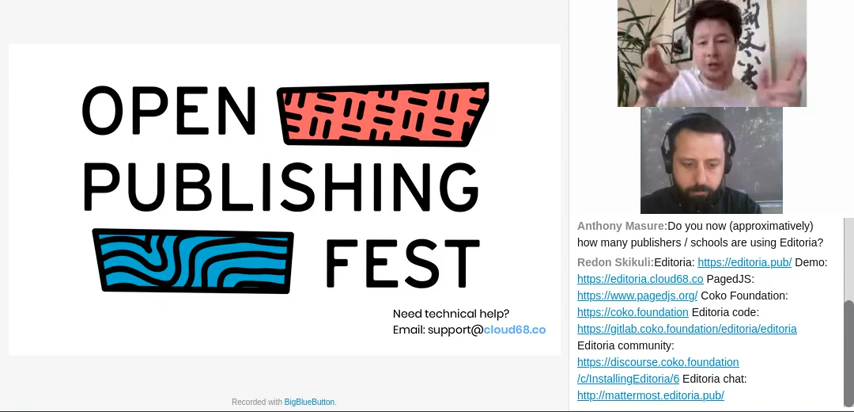 OPEN
PUBLISHING
FEST
Need technical help?
Email: support@cloud68.co
Recorded with BigBlueButton.
Anthony Masure:Do you now (approximatively)
how many publishers / schools are using Editoria?
Redon Skikuli:Editoria: https://editoria.pub/ Demo:
https://editoria.cloud68.co PagedJS:
https://www.pagedjs.org/ Coko Foundation:
https://coko.foundation Editoria code:
https://gitlab.coko.foundation/editoria/editoria
Editoria community:
https://discourse.coko.foundation
/c/InstallingEditoria/6 Editoria chat:
http://mattermost.editoria.pub/